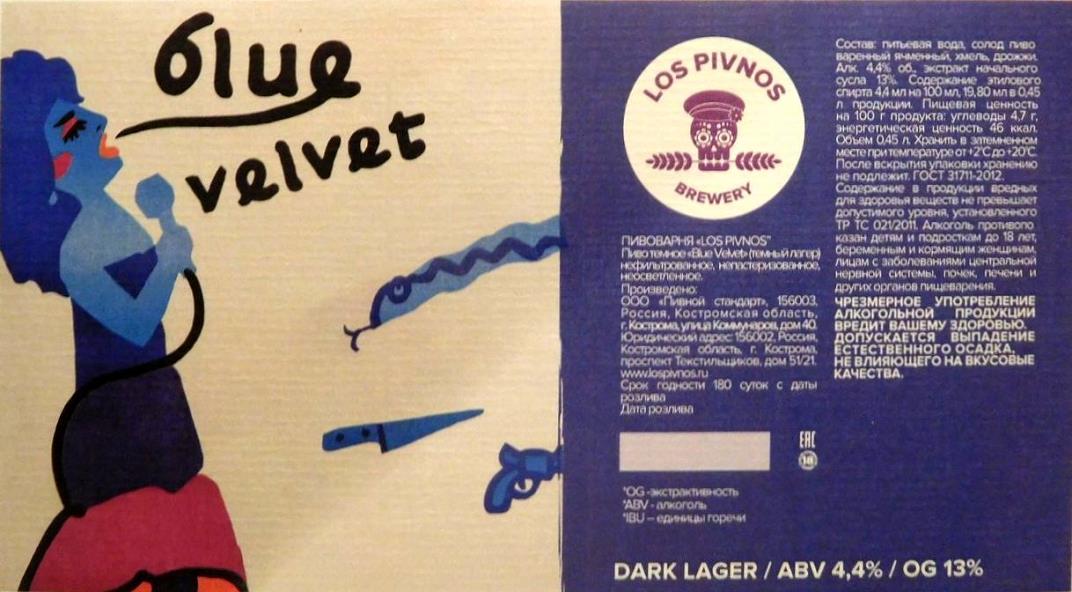 blue
velvet
LOS PIVNOS
BREWERY
ПИВОВАРНЯ «LOS PIVNOS"
Пиво темное «Blue Velvet» (темный лагер)
нефильтрованное, непастеризованное,
неосветленное.
Произведено:
ООО «Пивной стандарт», 156003,
Россия, Костромская область,
г. Кострома, улица Коммунаров, дом 40.
Юридический адрес: 156002, Россия,
Костромская область, г. Кострома,
проспект Текстильщиков, дом 51/21.
www.lospivnos.ru
Срок годности 180 суток с даты
розлива
Дата розлива
EAC
18+
*OG -экстрактивность
*ABV - алкоголь
*IBU – единицы горечи
Состав: питьевая вода, солод пиво
варенный ячменный, хмель, дрожжи.
Алк. 4,4% об., экстракт начального
сусла 13%. Содержание этилового
спирта 4,4 мл на 100 мл, 19,80 мл в 0,45
л продукции. Пищевая ценность
на 100 г продукта: углеводы 4,7 г,
энергетическая ценность 46 ккал.
Объем 0,45 л. Хранить в затемненном
месте при температуре от +2°С до +20°С.
После вскрытия упаковки хранению
не подлежит. ГОСТ 31711-2012.
Содержание в продукции вредных
для здоровья веществ не превышает
допустимого уровня, установленного
ТР ТС 021/2011. Алкоголь противопо
казан детям и подросткам до 18 лет,
беременным и кормящим женщинам,
лицам с заболеваниями центральной
нервной системы, почек, печени и
других органов пищеварения.
ЧРЕЗМЕРНОЕ УПОТРЕБЛЕНИЕ
АЛКОГОЛЬНОЙ ПРОДУКЦИИ
ВРЕДИТ ВАШЕМУ ЗДОРОВЬЮ.
ДОПУСКАЕТСЯ ВЫПАДЕНИЕ
ЕСТЕСТВЕННОГО ОСАДКА,
НЕ ВЛИЯЮЩЕГО НА ВКУСОВЫЕ
КАЧЕСТВА.
DARK LAGER / ABV 4,4% / OG 13%